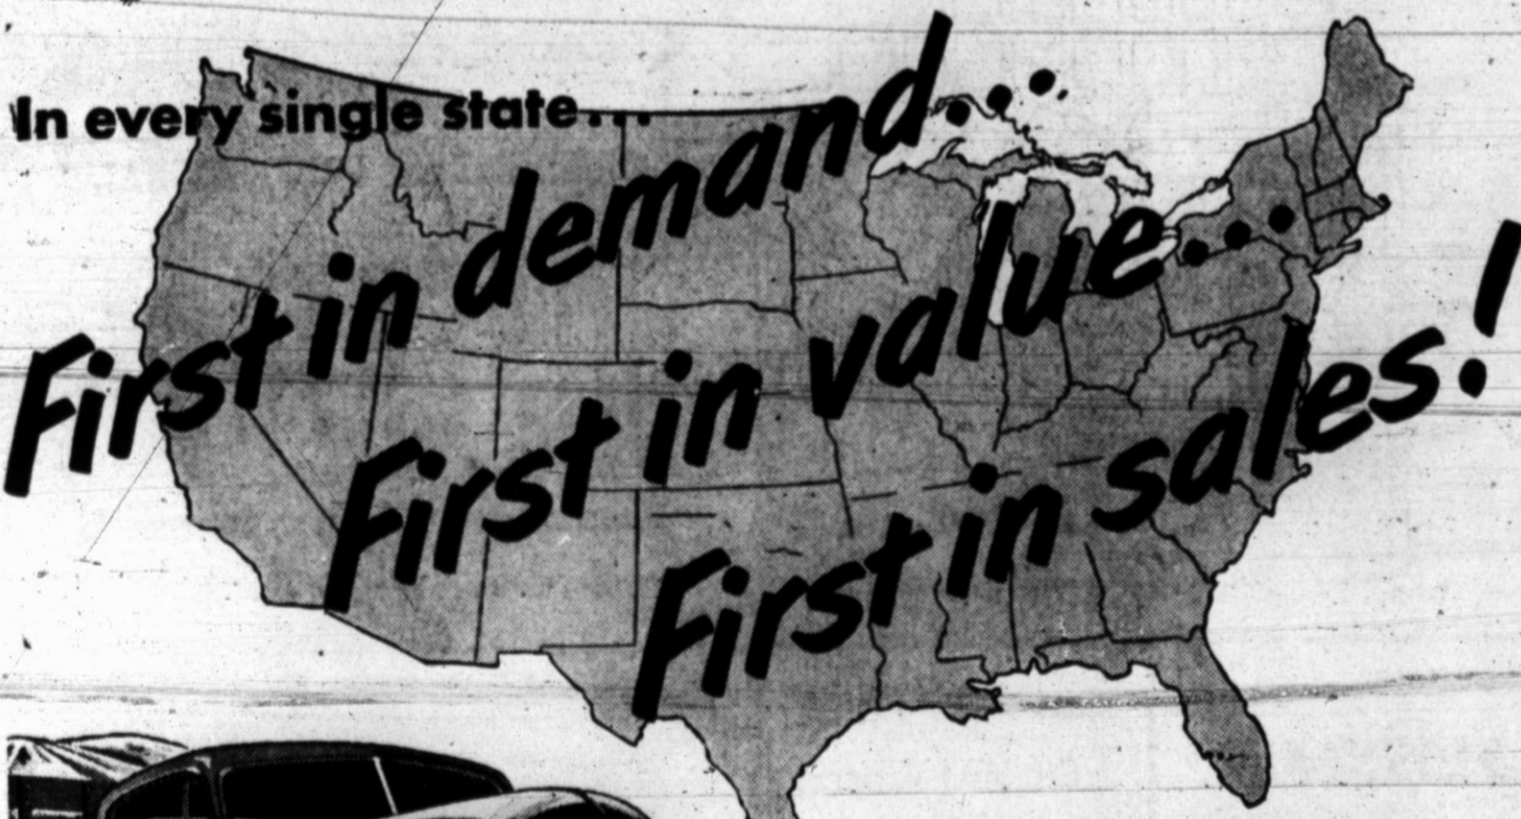 In every single state...
First in demand...
First in value...
First in sales!